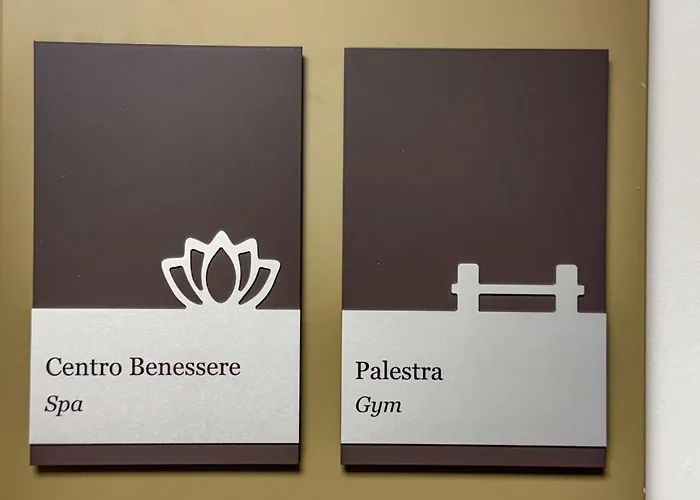 Centro Benessere
Spa
Palestra
Gym